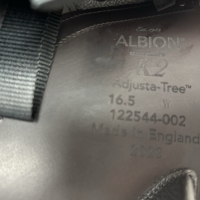 ALBION
K2
Adjusta-Tree™
16.5 W
122544-002
Made in England